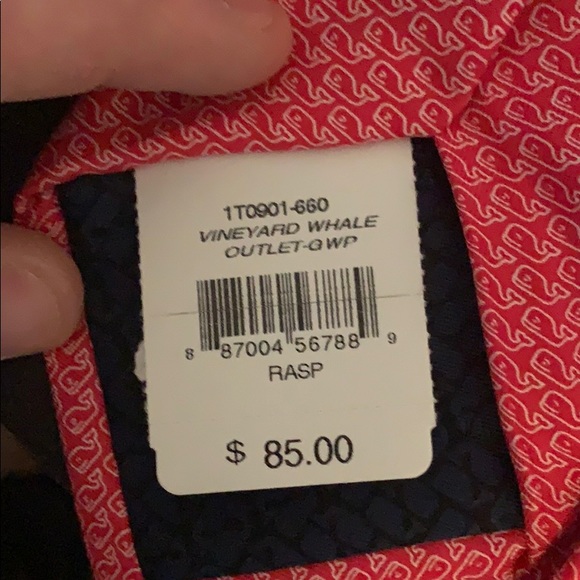 1T0901-660
VINEYARD WHALE
OUTLET-GWP
8 87004 56788 9
RASP
$ 85.00